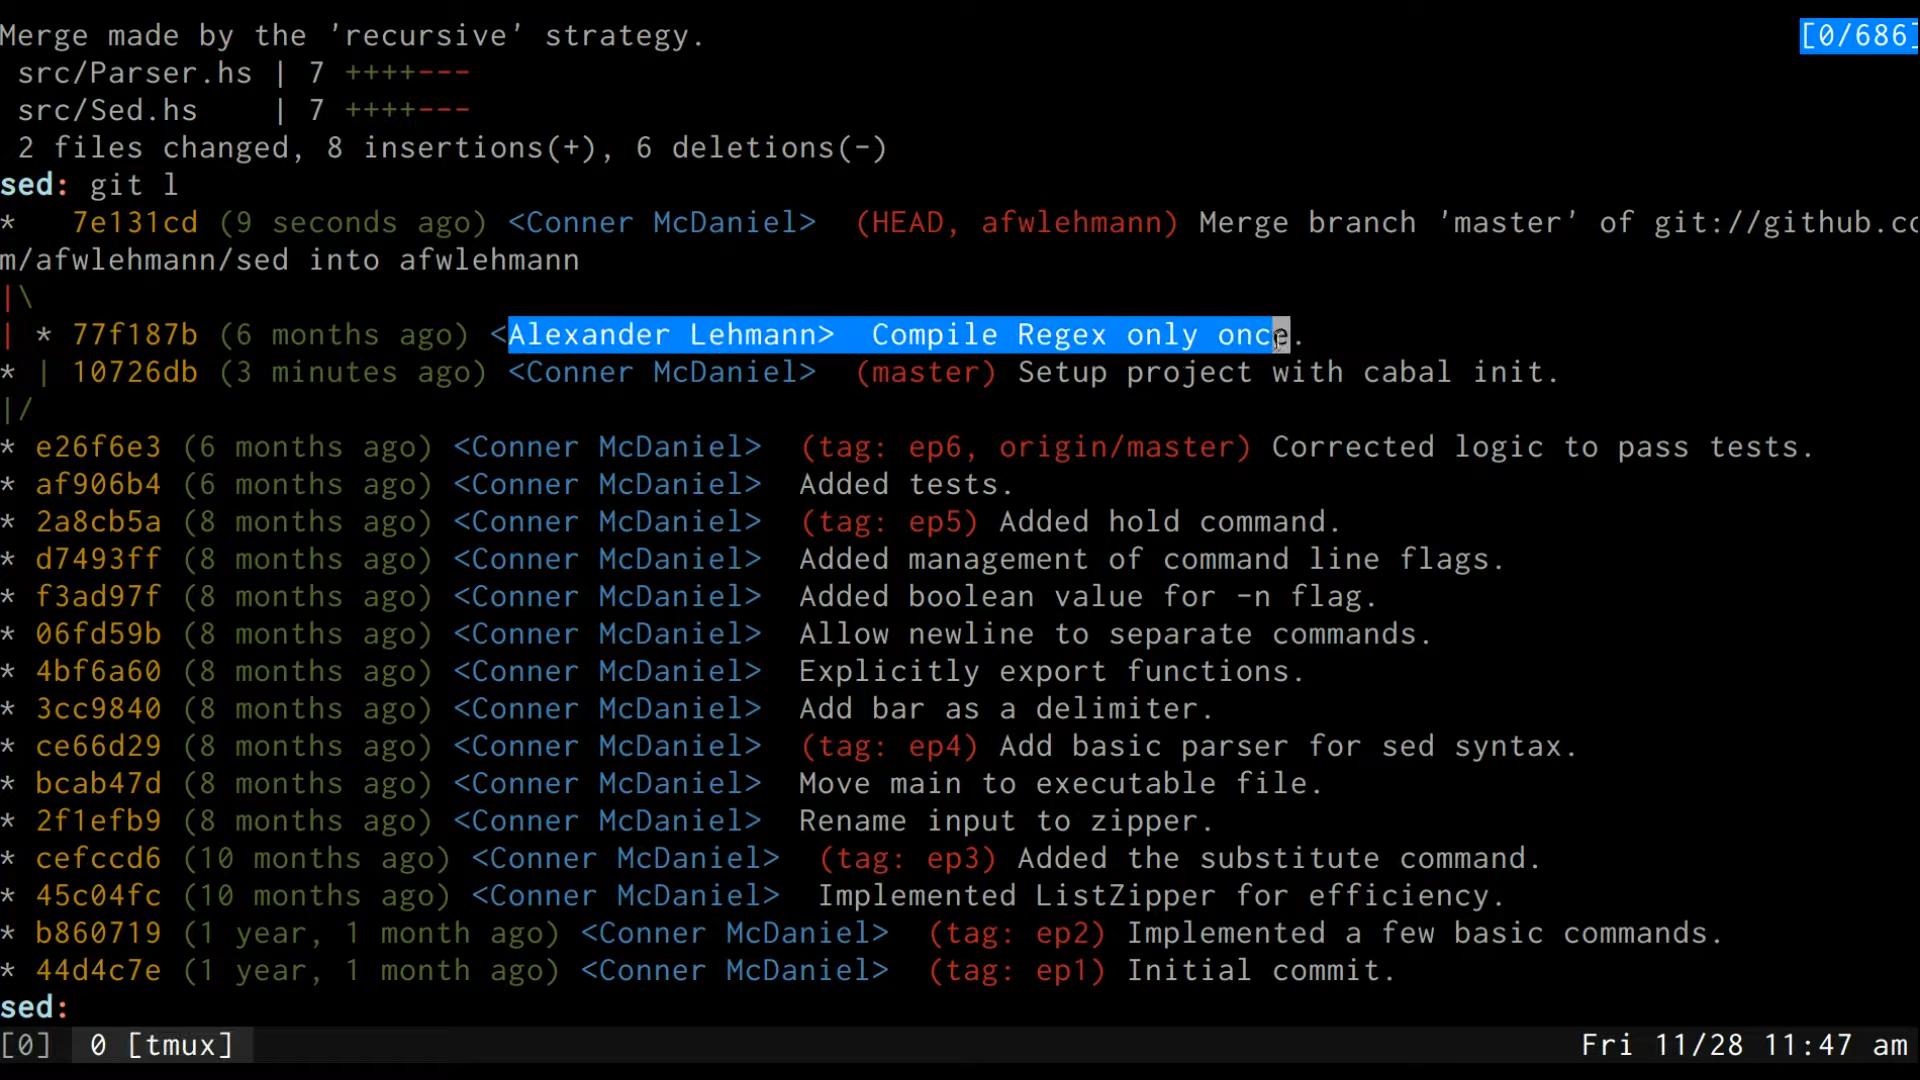 Merge made by the 'recursive' strategy.
[0/686]
 src/Parser.hs | 7 ++++---
 src/Sed.hs    | 7 ++++---
 2 files changed, 8 insertions(+), 6 deletions(-)
sed: git l
*   7e131cd (9 seconds ago) <Conner McDaniel>  (HEAD, afwlehmann) Merge branch 'master' of git://github.co
m/afwlehmann/sed into afwlehmann
|\
| * 77f187b (6 months ago) <Alexander Lehmann>  Compile Regex only once.
* | 10726db (3 minutes ago) <Conner McDaniel>  (master) Setup project with cabal init.
|/
* e26f6e3 (6 months ago) <Conner McDaniel>  (tag: ep6, origin/master) Corrected logic to pass tests.
* af906b4 (6 months ago) <Conner McDaniel>  Added tests.
* 2a8cb5a (8 months ago) <Conner McDaniel>  (tag: ep5) Added hold command.
* d7493ff (8 months ago) <Conner McDaniel>  Added management of command line flags.
* f3ad97f (8 months ago) <Conner McDaniel>  Added boolean value for -n flag.
* 06fd59b (8 months ago) <Conner McDaniel>  Allow newline to separate commands.
* 4bf6a60 (8 months ago) <Conner McDaniel>  Explicitly export functions.
* 3cc9840 (8 months ago) <Conner McDaniel>  Add bar as a delimiter.
* ce66d29 (8 months ago) <Conner McDaniel>  (tag: ep4) Add basic parser for sed syntax.
* bcab47d (8 months ago) <Conner McDaniel>  Move main to executable file.
* 2f1efb9 (8 months ago) <Conner McDaniel>  Rename input to zipper.
* cefccd6 (10 months ago) <Conner McDaniel>  (tag: ep3) Added the substitute command.
* 45c04fc (10 months ago) <Conner McDaniel>  Implemented ListZipper for efficiency.
* b860719 (1 year, 1 month ago) <Conner McDaniel>  (tag: ep2) Implemented a few basic commands.
* 44d4c7e (1 year, 1 month ago) <Conner McDaniel>  (tag: ep1) Initial commit.
sed:
[0]  0 [tmux]
Fri 11/28 11:47 am